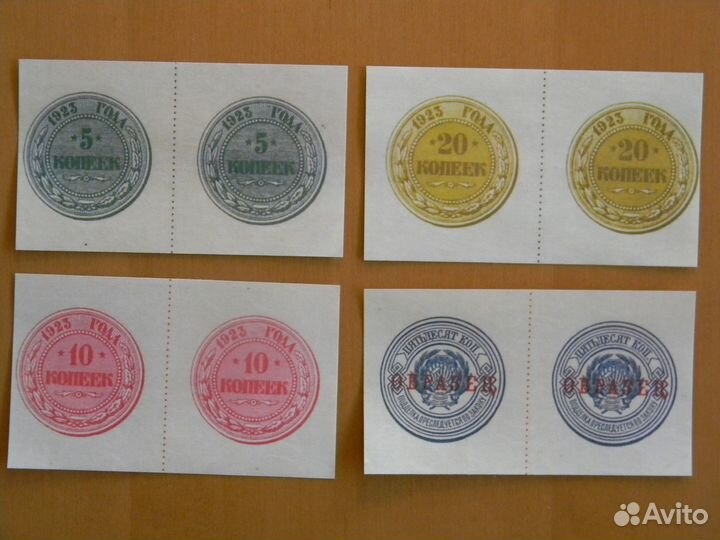 1923 ГОДА
* 5 *
КОПЕЕК
1923 ГОДА
* 5 *
КОПЕЕК
1923 ГОДА
* 20 *
КОПЕЕК
1923 ГОДА
* 20 *
КОПЕЕК
1923 ГОДА
* 10 *
КОПЕЕК
1923 ГОДА
* 10 *
КОПЕЕК
ПЯТЬДЕСЯТ КОП.
ОБРАЗЕЦ
ПОДДЕЛКА ПРЕСЛЕДУЕТСЯ ПО ЗАКОНУ
ПЯТЬДЕСЯТ КОП.
ОБРАЗЕЦ
ПОДДЕЛКА ПРЕСЛЕДУЕТСЯ ПО ЗАКОНУ
Avito